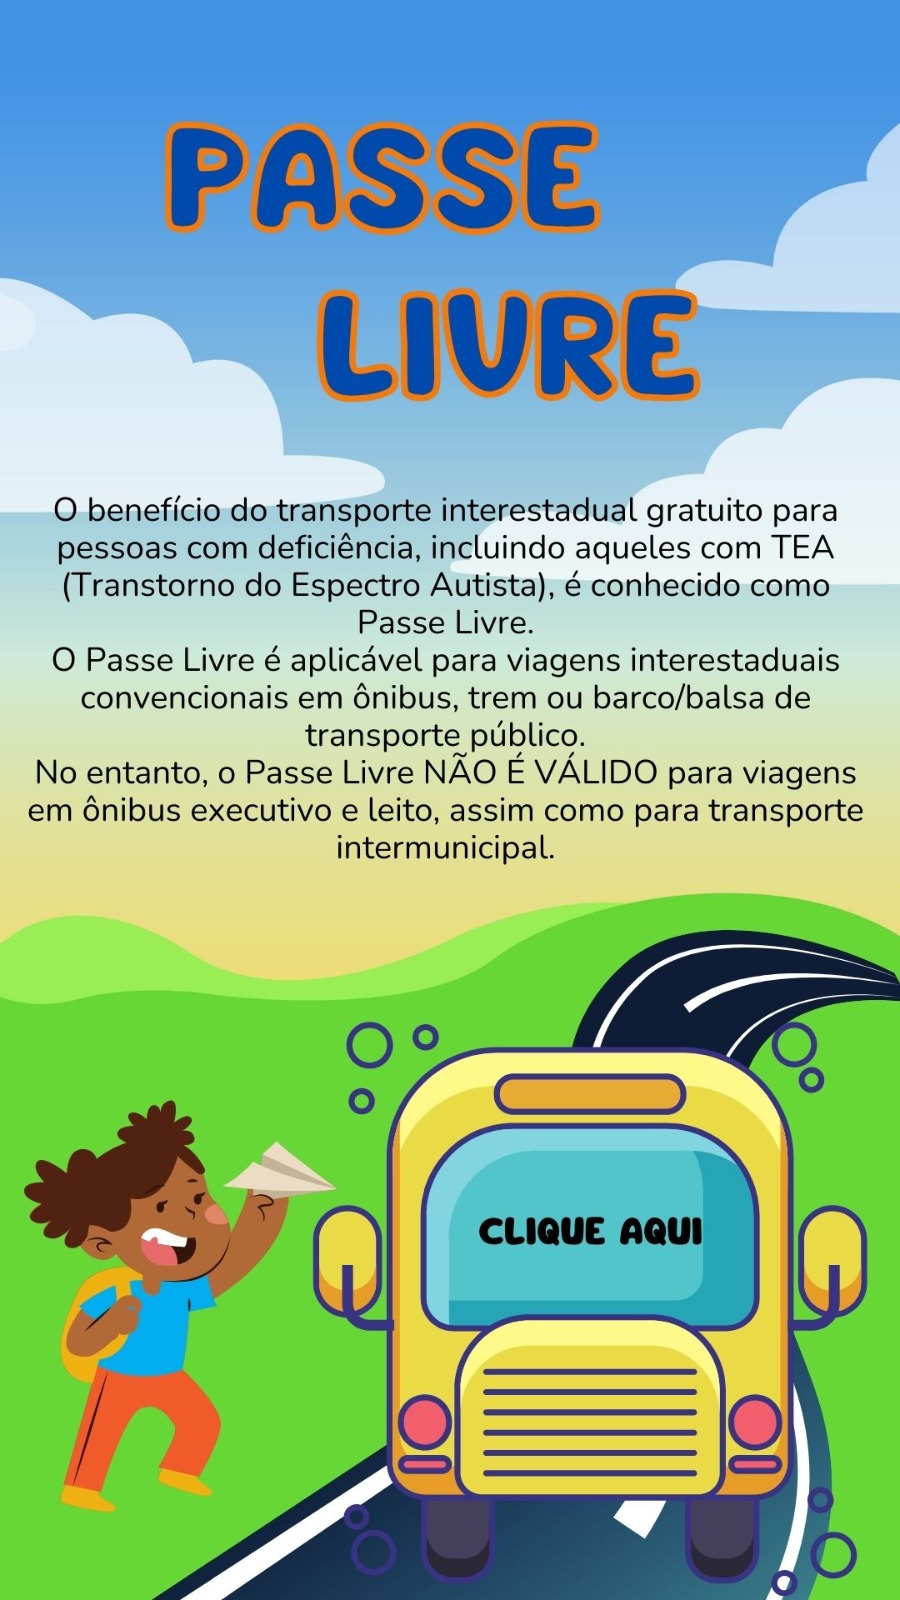 PASSE
LIVRE
O benefício do transporte interestadual gratuito para
pessoas com deficiência, incluindo aqueles com TEA
(Transtorno do Espectro Autista), é conhecido como
Passe Livre.
O Passe Livre é aplicável para viagens interestaduais
convencionais em ônibus, trem ou barco/balsa de
transporte público.
No entanto, o Passe Livre NÃO É VÁLIDO para viagens
em ônibus executivo e leito, assim como para transporte
intermunicipal.
CLIQUE AQUI